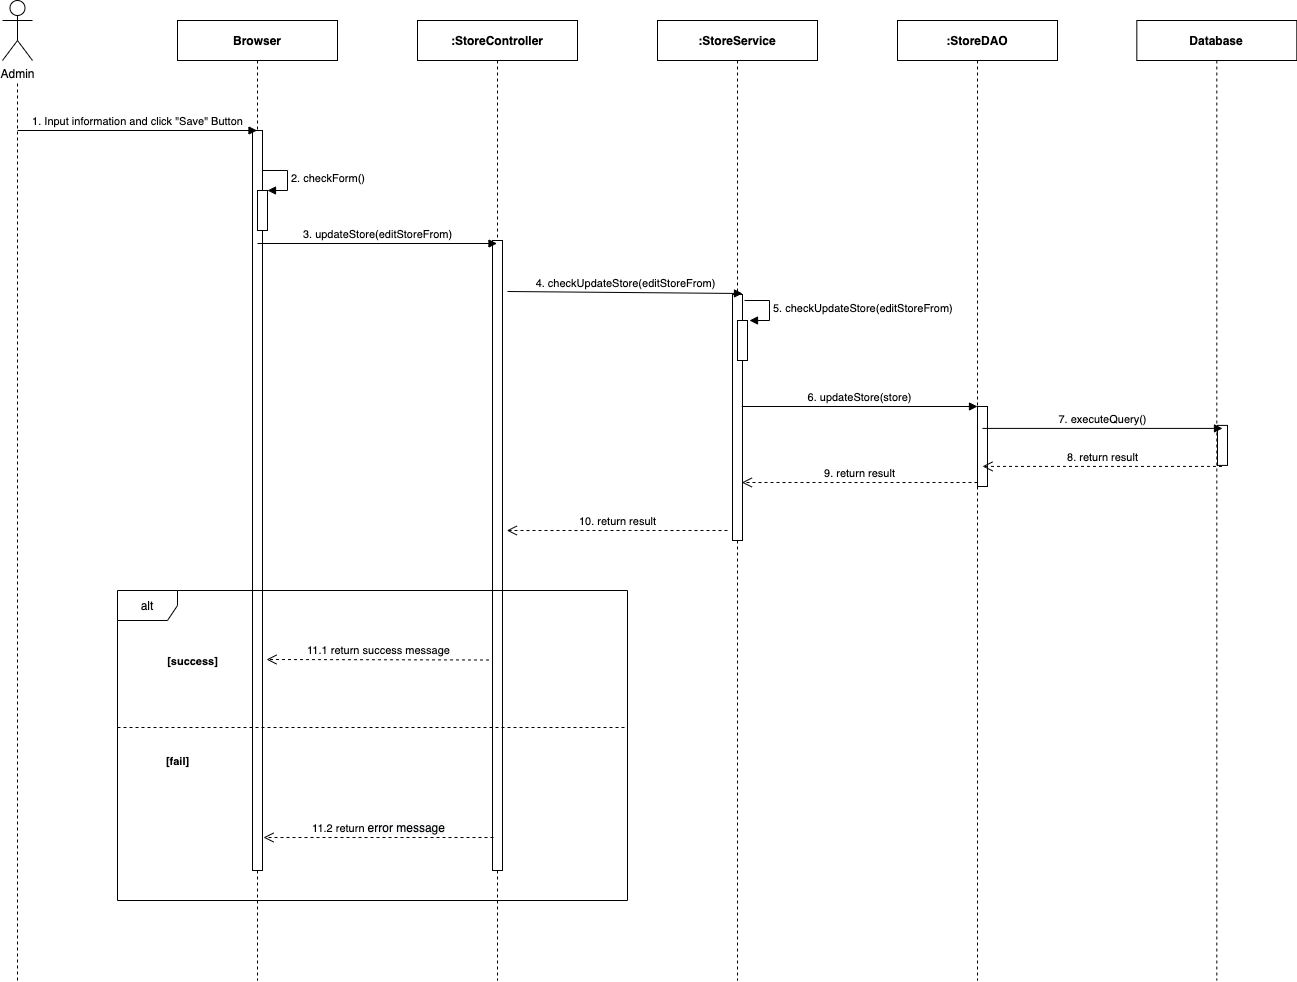 Admin
Browser
:StoreController
:StoreService
:StoreDAO
Database
1. Input information and click "Save" Button
2. checkForm()
3. updateStore(editStoreFrom)
4. checkUpdateStore(editStoreFrom)
5. checkUpdateStore(editStoreFrom)
6. updateStore(store)
7. executeQuery()
8. return result
9. return result
10. return result
alt
11.1 return success message
[success]
[fail]
11.2 return error message